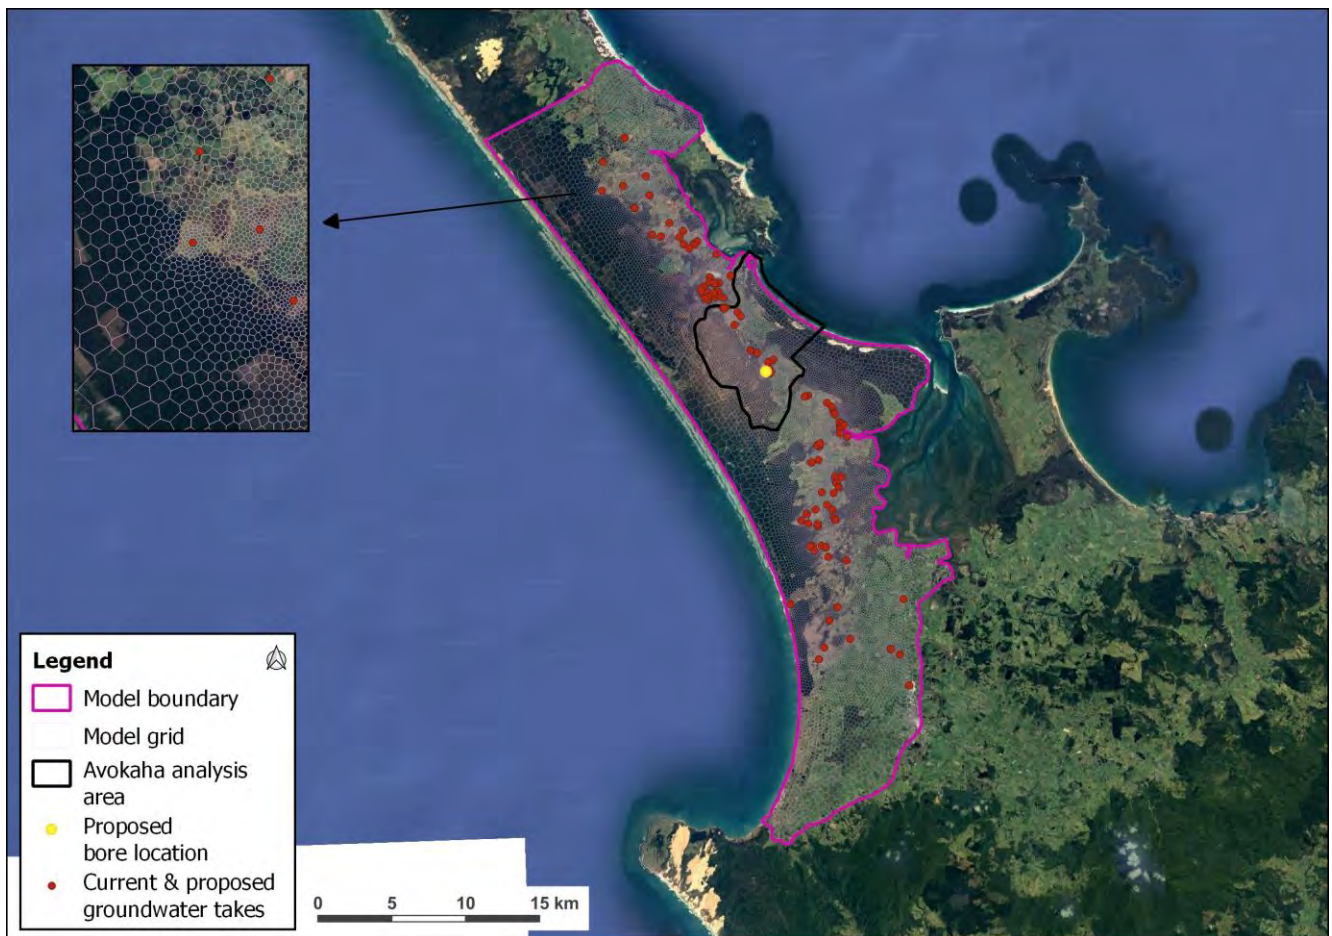 Legend
Model boundary
Model grid
Avokaha analysis
area
Proposed
bore location
Current & proposed
groundwater takes
0 5 10 15 km